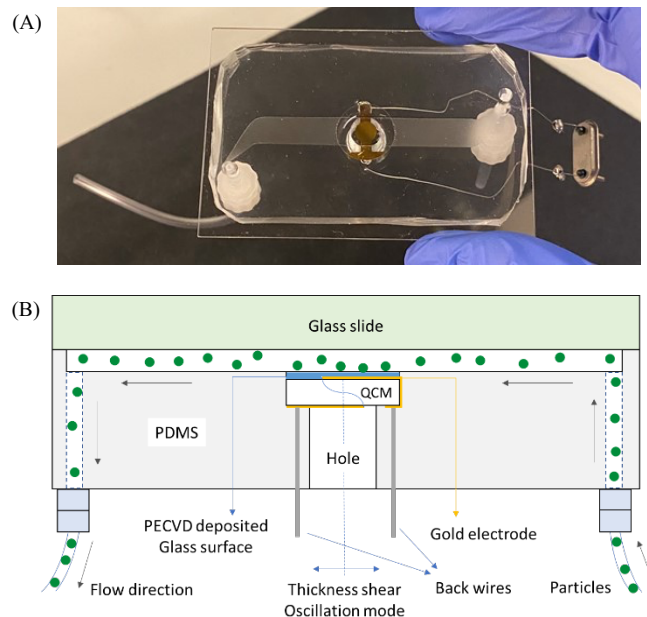 (A)
(B)
Glass slide
QCM
PDMS
Hole
PECVD deposited
Glass surface
Gold electrode
Flow direction
Thickness shear
Oscillation mode
Back wires
Particles